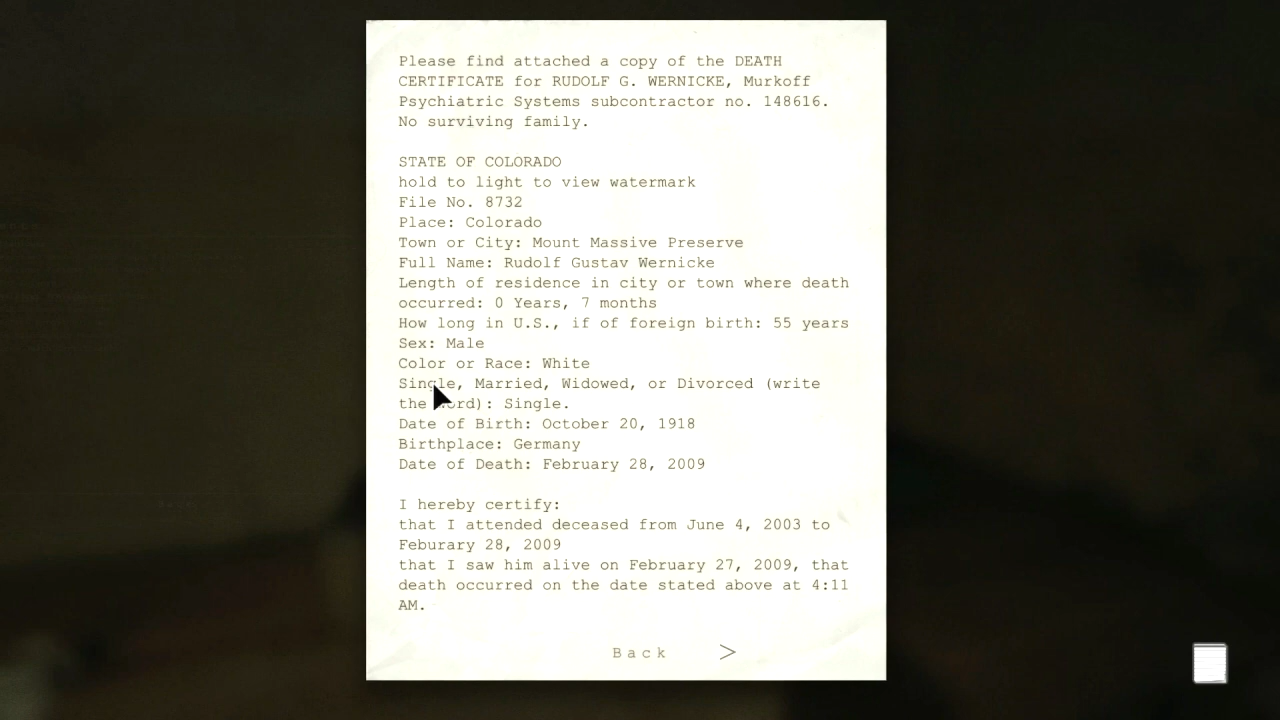 Please find attached a copy of the DEATH
CERTIFICATE for RUDOLF G. WERNICKE, Murkoff
Psychiatric Systems subcontractor no. 148616.
No surviving family.
STATE OF COLORADO
hold to light to view watermark
File No. 8732
Place: Colorado
Town or City: Mount Massive Preserve
Full Name: Rudolf Gustav Wernicke
Length of residence in city or town where death
occurred: 0 Years, 7 months
How long in U.S., if of foreign birth: 55 years
Sex: Male
Color or Race: White
Single, Married, Widowed, or Divorced (write
the word): Single.
Date of Birth: October 20, 1918
Birthplace: Germany
Date of Death: February 28, 2009
I hereby certify:
that I attended deceased from June 4, 2003 to
Feburary 28, 2009
that I saw him alive on February 27, 2009, that
death occurred on the date stated above at 4:11
AM.
Back >